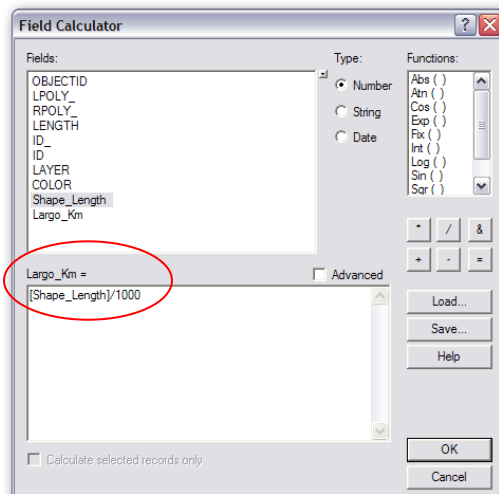 Field Calculator
Fields:
OBJECTID
LPOLY_
RPOLY_
LENGTH
ID_
ID
LAYER
COLOR
Shape_Length
Largo_Km
Type:
Number
String
Date
Functions:
Abs ( )
Atn ( )
Cos ( )
Exp ( )
Fix ( )
Int ( )
Log ( )
Sin ( )
Sqr ( )
* / &
+ - =
Largo_Km =
Advanced
[Shape_Length]/1000
Load...
Save...
Help
Calculate selected records only
OK
Cancel